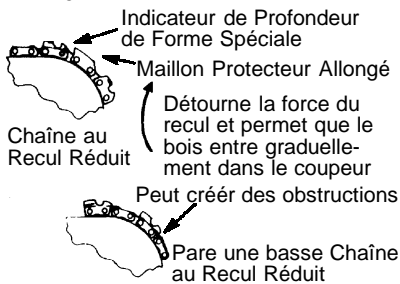 Indicateur de Profondeur
de Forme Spéciale
Maillon Protecteur Allongé
Détourne la force du
recul et permet que le
bois entre graduelle-
ment dans le coupeur
Chaîne au
Recul Réduit
Peut créér des obstructions
Pare une basse Chaîne
au Recul Réduit